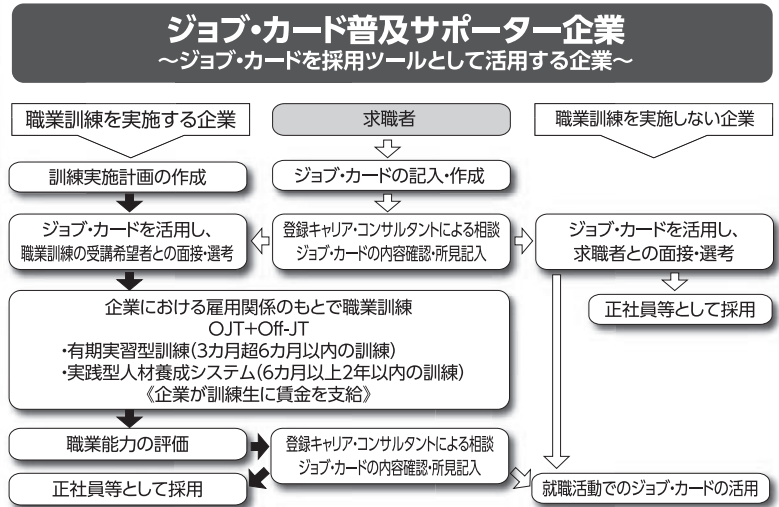 ジョブ・カード普及サポーター企業
～ジョブ・カードを採用ツールとして活用する企業～
職業訓練を実施する企業
求職者
職業訓練を実施しない企業
訓練実施計画の作成
ジョブ・カードの記入・作成
ジョブ・カードを活用し、
職業訓練の受講希望者との面接・選考
登録キャリア・コンサルタントによる相談
ジョブ・カードの内容確認・所見記入
ジョブ・カードを活用し、
求職者との面接・選考
正社員等として採用
企業における雇用関係のもとで職業訓練
OJT+Off-JT
・有期実習型訓練(3カ月超6カ月以内の訓練)
・実践型人材養成システム(6カ月以上2年以内の訓練)
《企業が訓練生に賃金を支給》
職業能力の評価
登録キャリア・コンサルタントによる相談
ジョブ・カードの内容確認・所見記入
正社員等として採用
就職活動でのジョブ・カードの活用